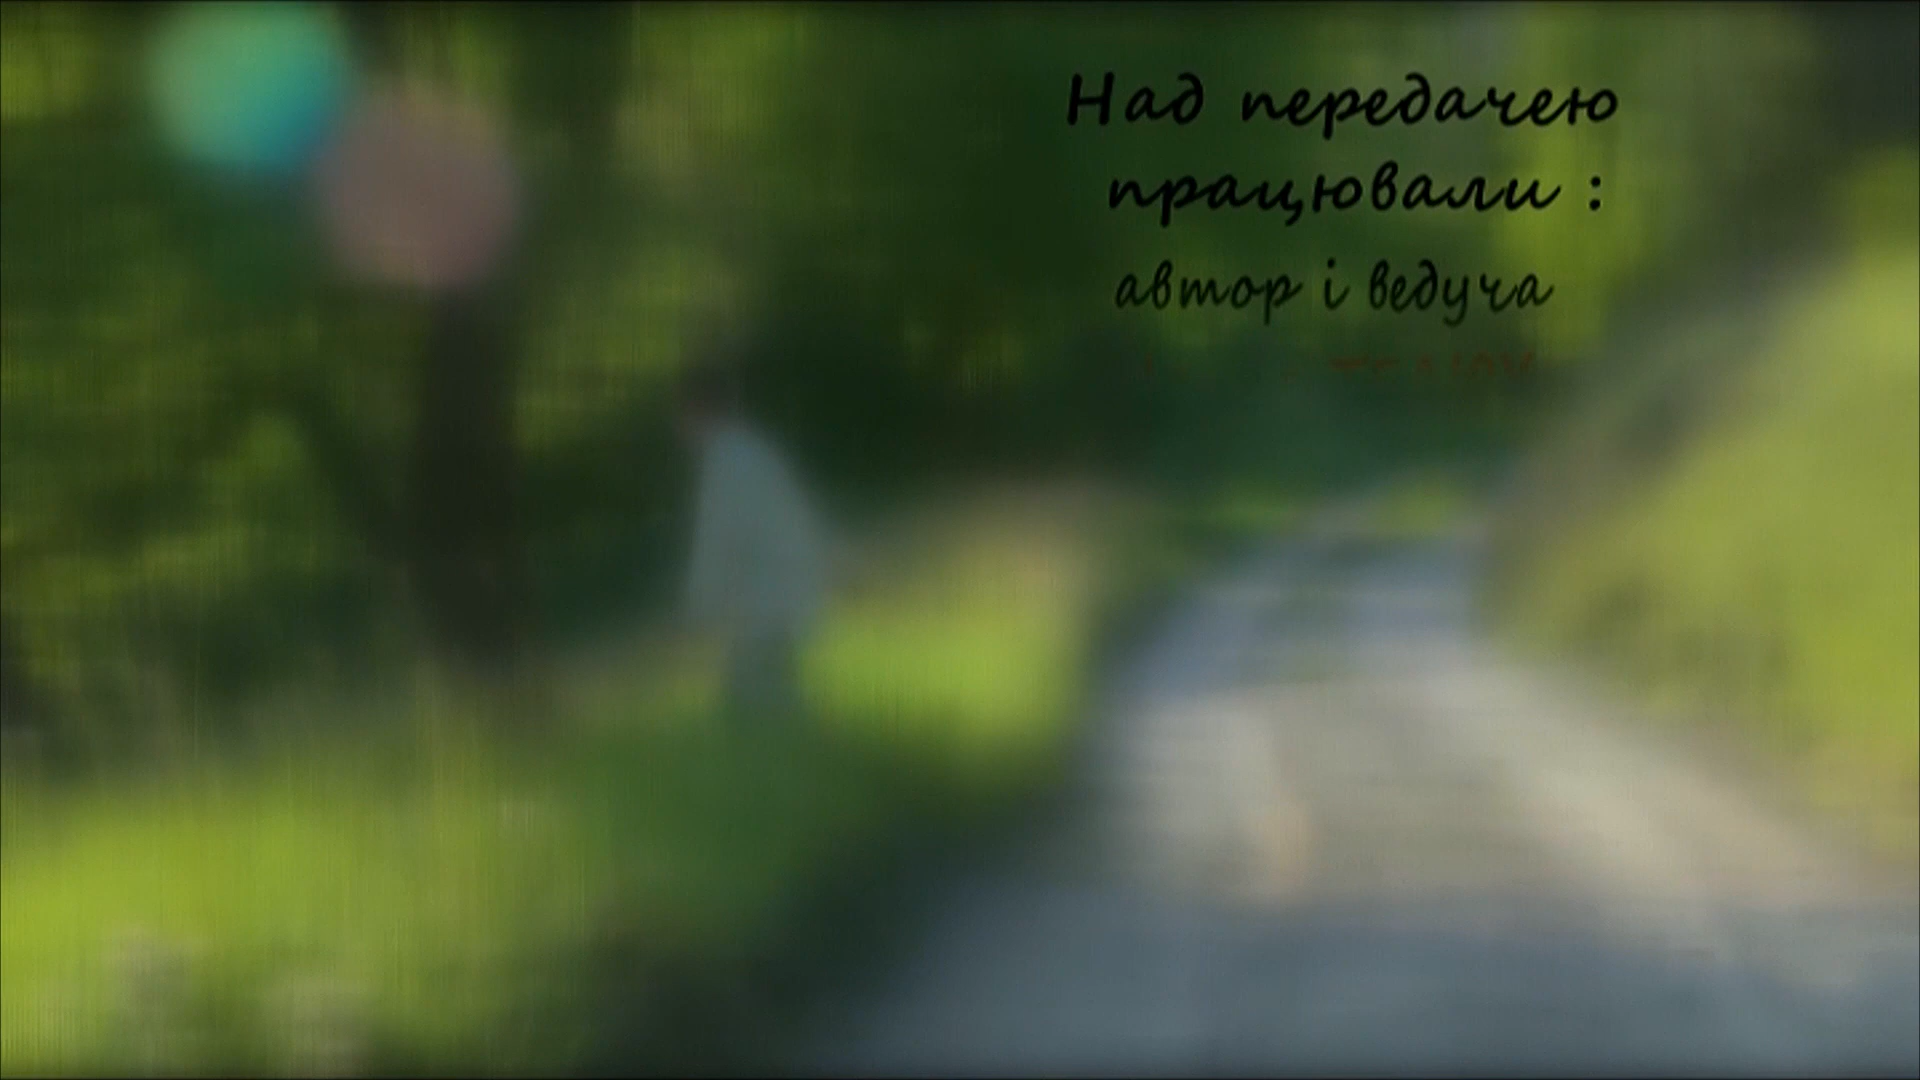 Над передачею
працювали :
автор і ведуча